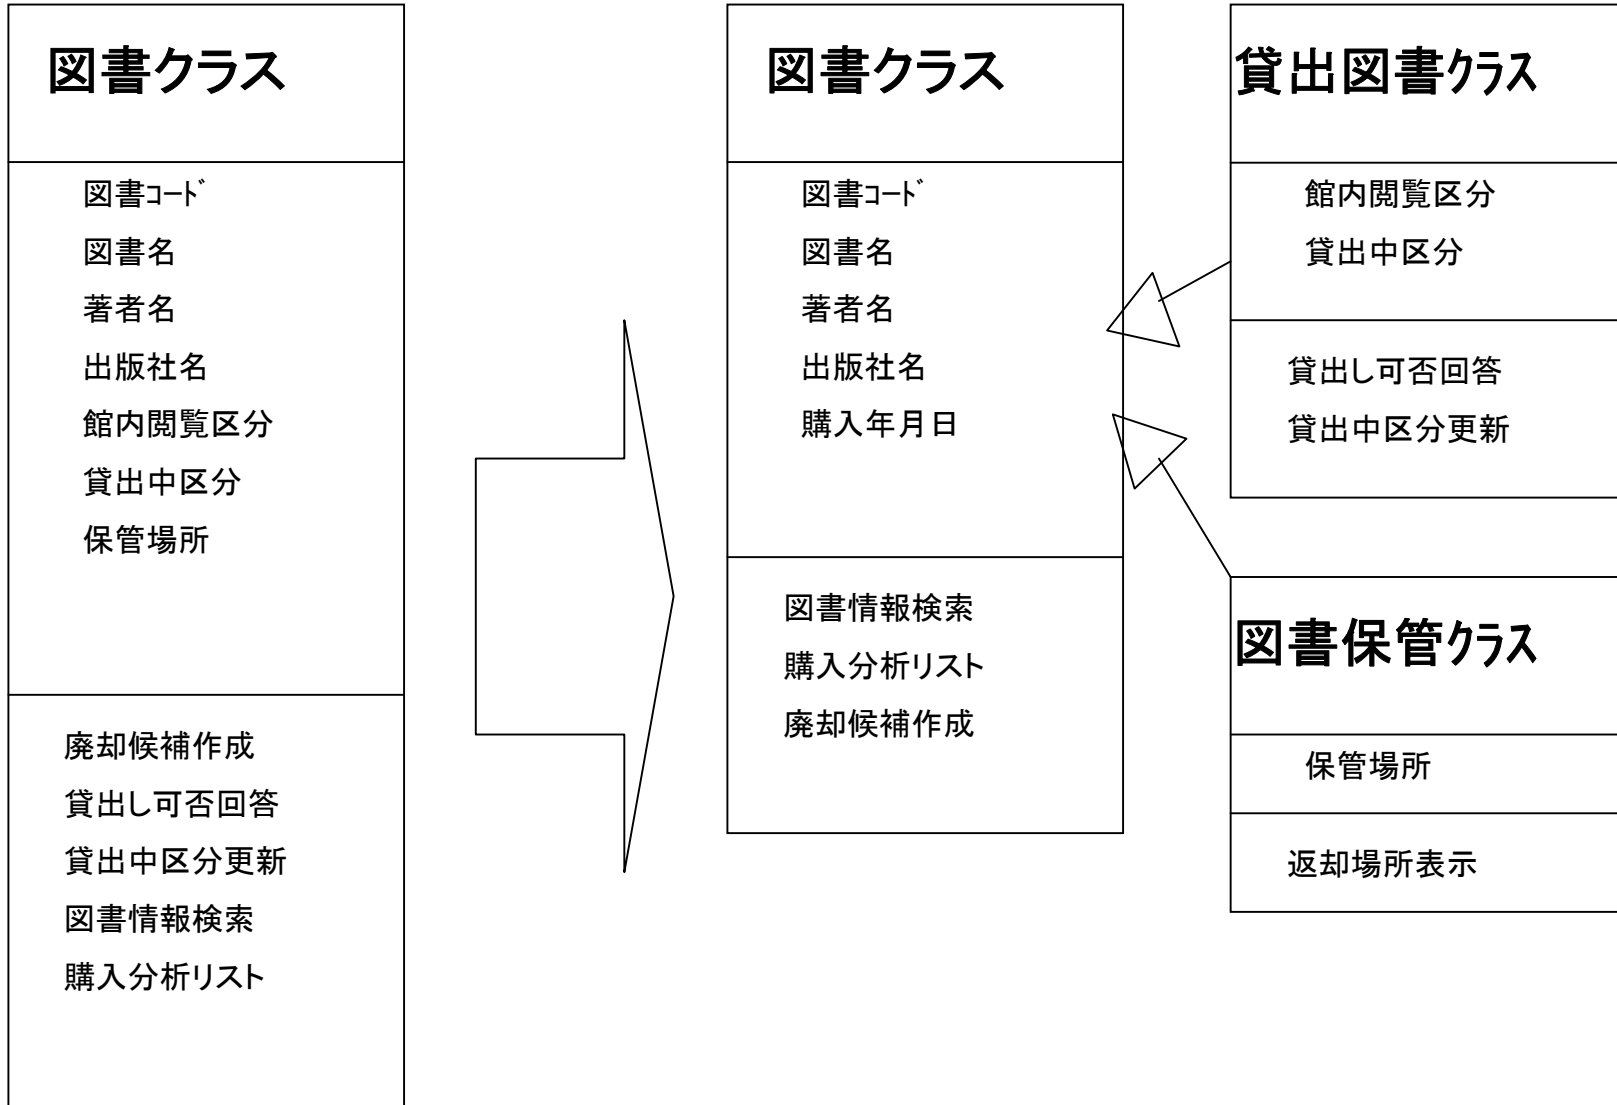 図書クラス
図書コード
図書名
著者名
出版社名
館内閲覧区分
貸出中区分
保管場所
廃却候補作成
貸出し可否回答
貸出中区分更新
図書情報検索
購入分析リスト
図書クラス
図書コード
図書名
著者名
出版社名
購入年月日
図書情報検索
購入分析リスト
廃却候補作成
貸出図書クラス
館内閲覧区分
貸出中区分
貸出し可否回答
貸出中区分更新
図書保管クラス
保管場所
返却場所表示